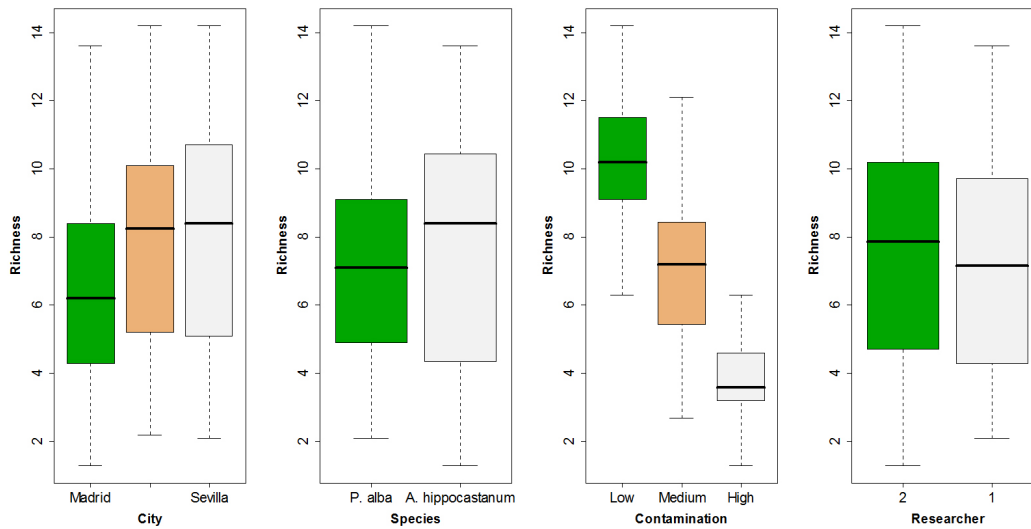 Richness
14
12
10
8
6
4
2
Madrid Sevilla
City
Richness
14
12
10
8
6
4
2
P. alba A. hippocastanum
Species
Richness
14
12
10
8
6
4
2
Low Medium High
Contamination
Richness
14
12
10
8
6
4
2
2 1
Researcher